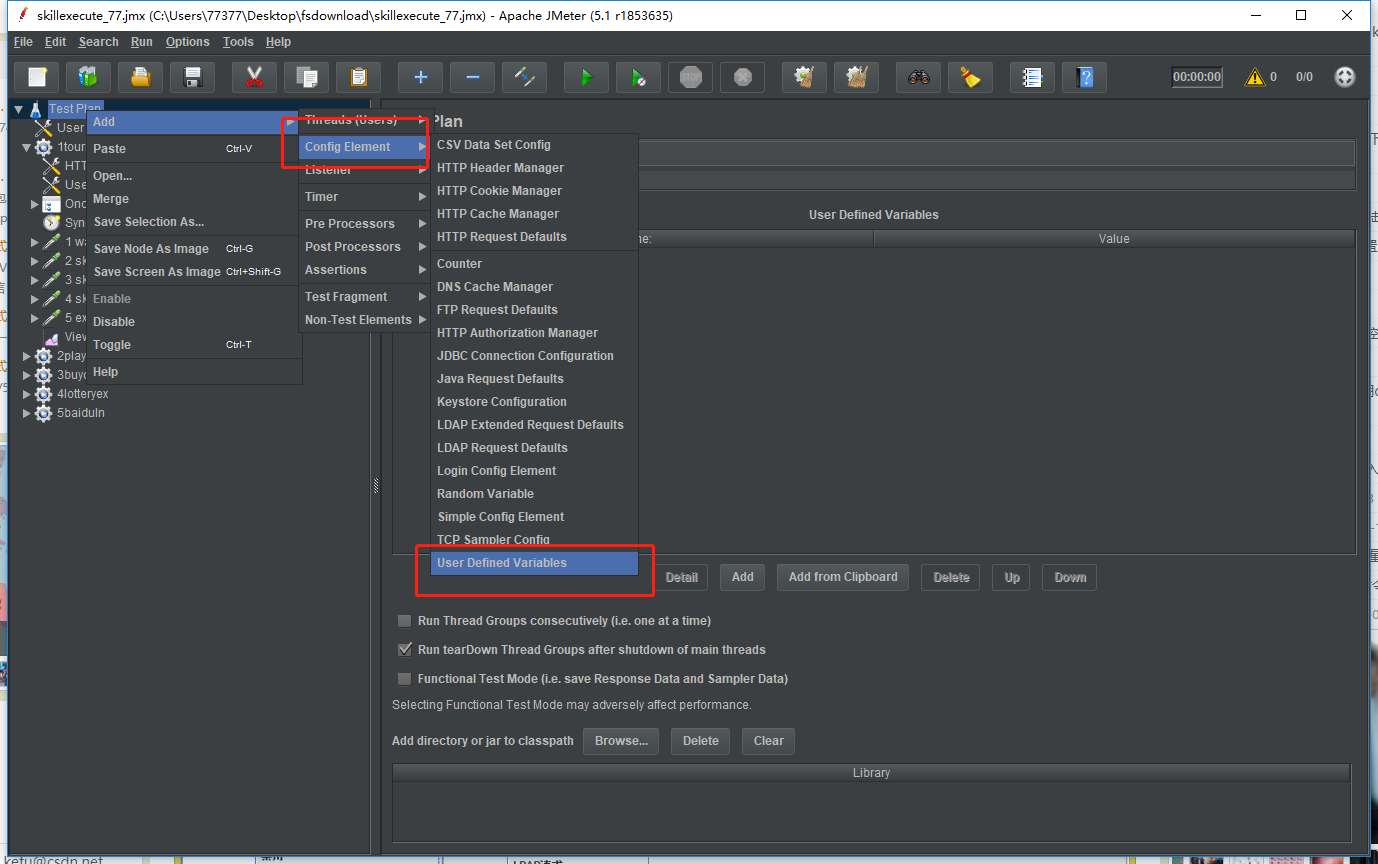 skillexecute_77.jmx (C:\Users\77377\Desktop\fsdownload\skillexecute_77.jmx) - Apache JMeter (5.1 r1853635)
File Edit Search Run Options Tools Help
STOP
00:00:00 0 0/0
Test Plan
User
1tour
HTT
Use
Onc
Syn
1 wa
2 sk
3 sk
4 sk
5 ex
View
2play
3buyc
4lotteryex
5baiduln
Add
Paste Ctrl-V
Open...
Merge
Save Selection As...
Save Node As Image Ctrl-G
Save Screen As Image Ctrl+Shift-G
Enable
Disable
Toggle Ctrl-T
Help
Threads (Users)
Config Element
Listener
Timer
Pre Processors
Post Processors
Assertions
Test Fragment
Non-Test Elements
CSV Data Set Config
HTTP Header Manager
HTTP Cookie Manager
HTTP Cache Manager
HTTP Request Defaults
Counter
DNS Cache Manager
FTP Request Defaults
HTTP Authorization Manager
JDBC Connection Configuration
Java Request Defaults
Keystore Configuration
LDAP Extended Request Defaults
LDAP Request Defaults
Login Config Element
Random Variable
Simple Config Element
TCP Sampler Config
User Defined Variables
Plan
User Defined Variables
me: Value
Detail Add Add from Clipboard Delete Up Down
Run Thread Groups consecutively (i.e. one at a time)
Run tearDown Thread Groups after shutdown of main threads
Functional Test Mode (i.e. save Response Data and Sampler Data)
Selecting Functional Test Mode may adversely affect performance.
Add directory or jar to classpath Browse... Delete Clear
Library
kefu@csdn.net